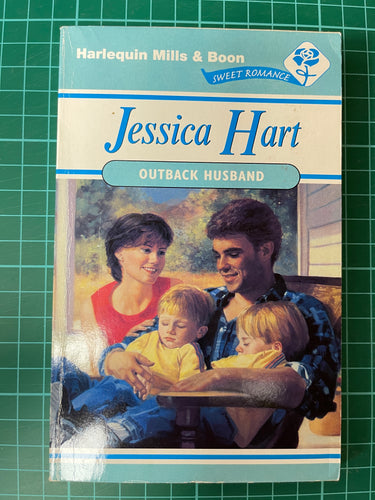 Harlequin Mills & Boon
SWEET ROMANCE
Jessica Hart
OUTBACK HUSBAND